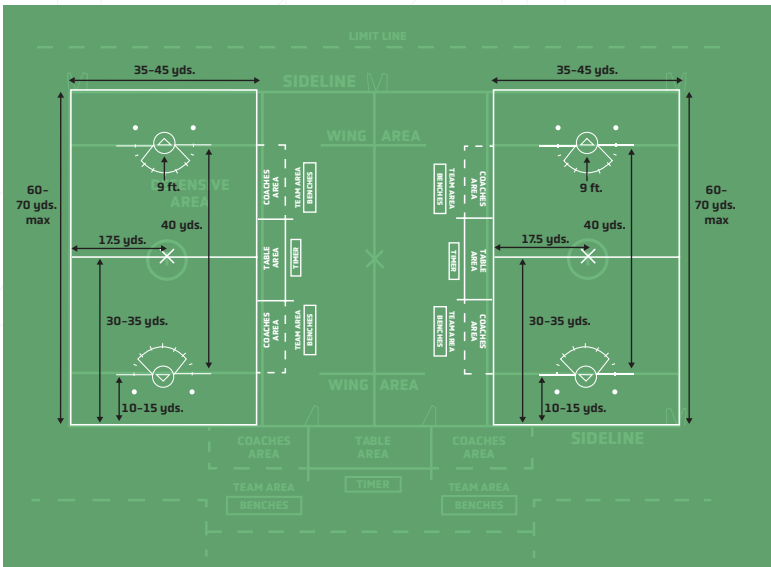 LIMIT LINE
35–45 yds.
35–45 yds.
SIDELINE
WING AREA
60–
70 yds.
max
9 ft.
DEFENSIVE
AREA
40 yds.
17.5 yds.
30–35 yds.
10–15 yds.
COACHES
AREA
TEAM AREA
BENCHES
TABLE
AREA
TIMER
COACHES
AREA
TEAM AREA
BENCHES
BENCHES
TEAM AREA
COACHES
AREA
TIMER
TABLE
AREA
BENCHES
TEAM AREA
COACHES
AREA
9 ft.
40 yds.
17.5 yds.
30–35 yds.
10–15 yds.
60–
70 yds.
max
WING AREA
SIDELINE
COACHES
AREA
TABLE
AREA
COACHES
AREA
TIMER
TEAM AREA
BENCHES
TEAM AREA
BENCHES